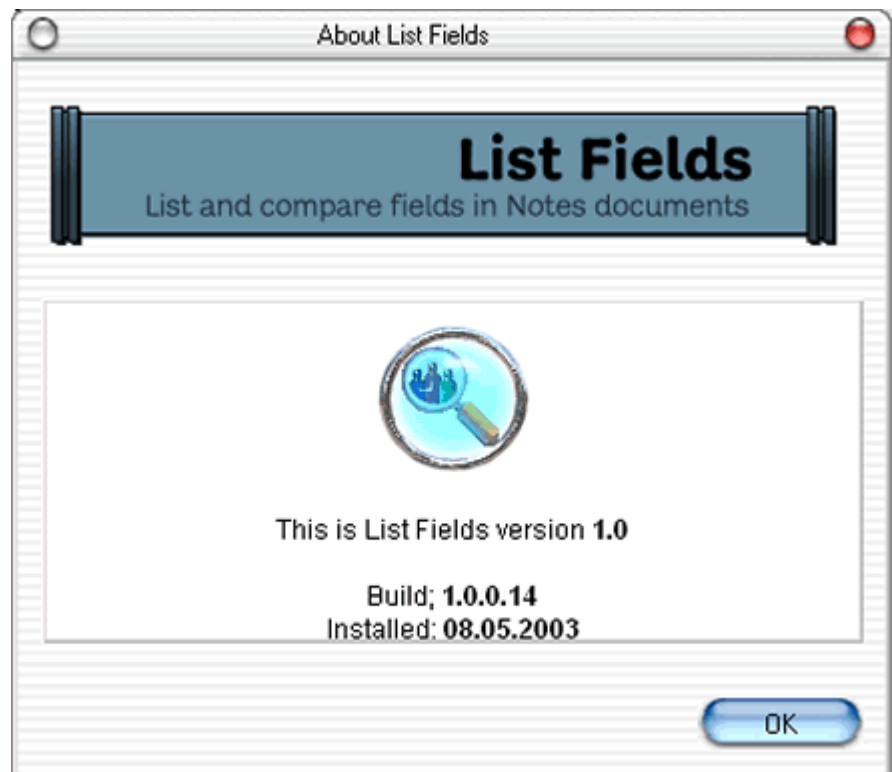 About List Fields
List Fields
List and compare fields in Notes documents
This is List Fields version 1.0
Build; 1.0.0.14
Installed: 08.05.2003
OK